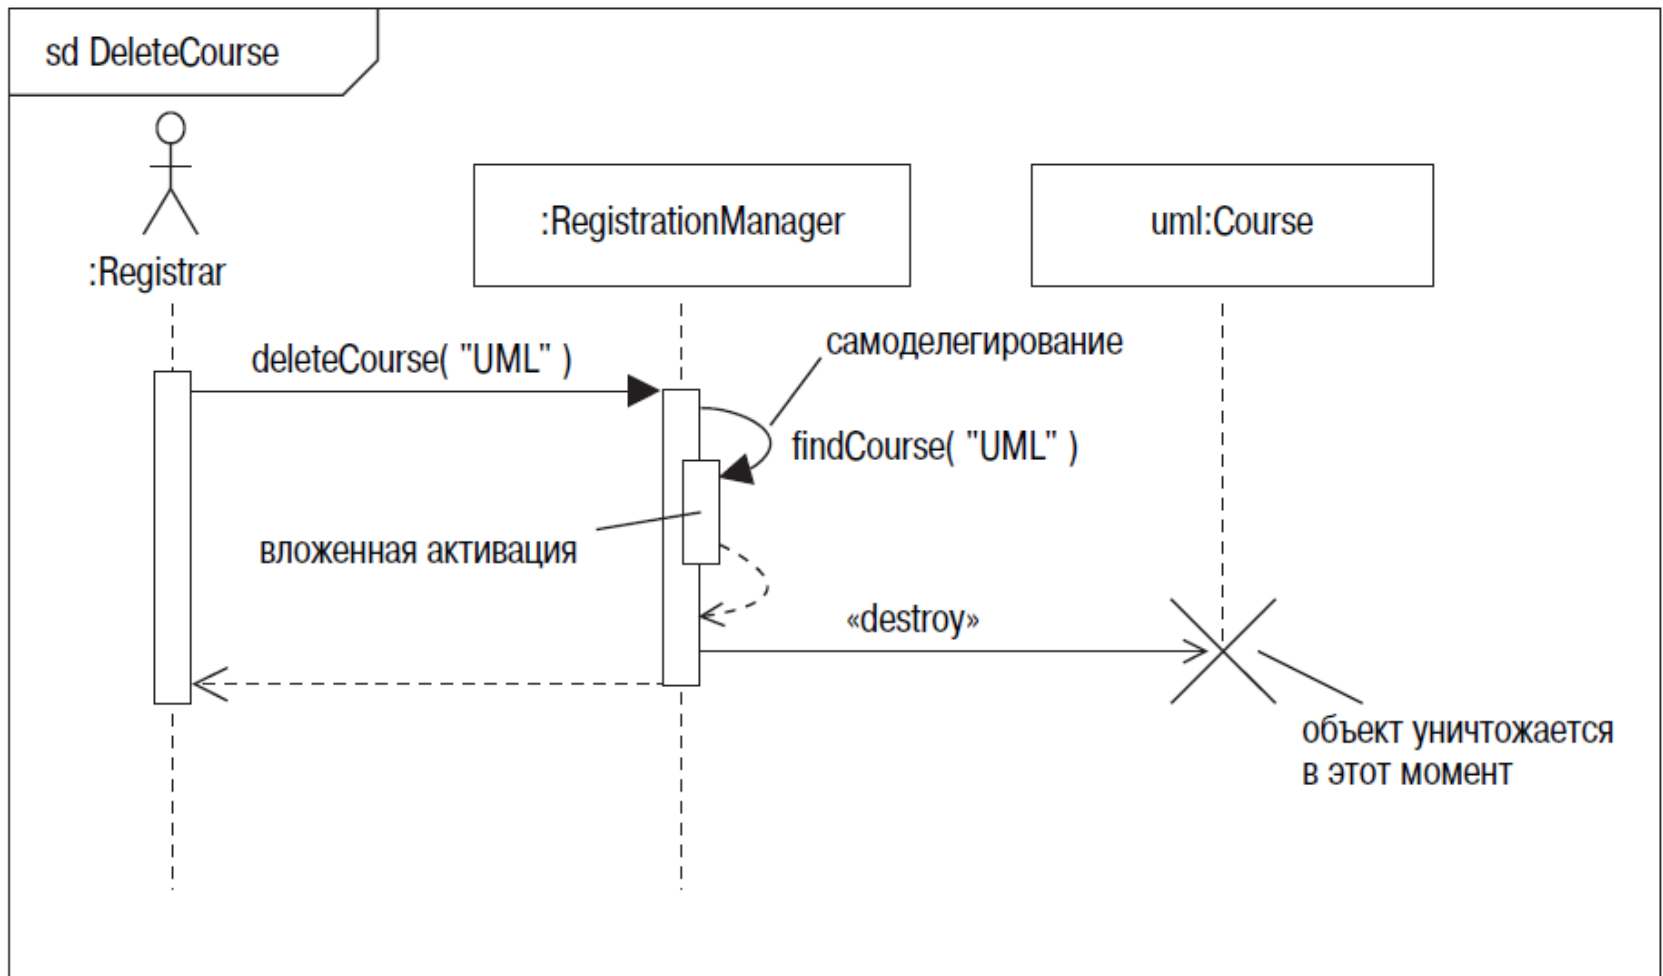 sd DeleteCourse
:Registrar
:RegistrationManager
uml:Course
deleteCourse( "UML" )
самоделегирование
findCourse( "UML" )
вложенная активация
«destroy»
объект уничтожается
в этот момент